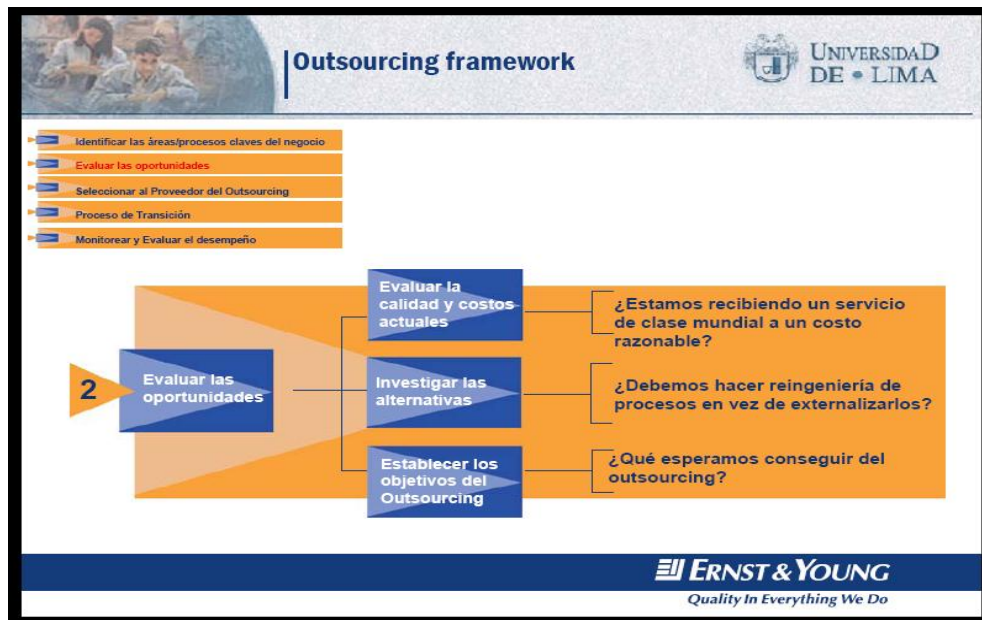 Outsourcing framework
UNIVERSIDAD
DE • LIMA
Identificar las áreas/procesos claves del negocio
Evaluar las oportunidades
Seleccionar al Proveedor del Outsourcing
Proceso de Transición
Monitorear y Evaluar el desempeño
2
Evaluar las
oportunidades
Evaluar la
calidad y costos
actuales
¿Estamos recibiendo un servicio
de clase mundial a un costo
razonable?
Investigar las
alternativas
¿Debemos hacer reingeniería de
procesos en vez de externalizarlos?
Establecer los
objetivos del
Outsourcing
¿Qué esperamos conseguir del
outsourcing?
ERNST & YOUNG
Quality In Everything We Do